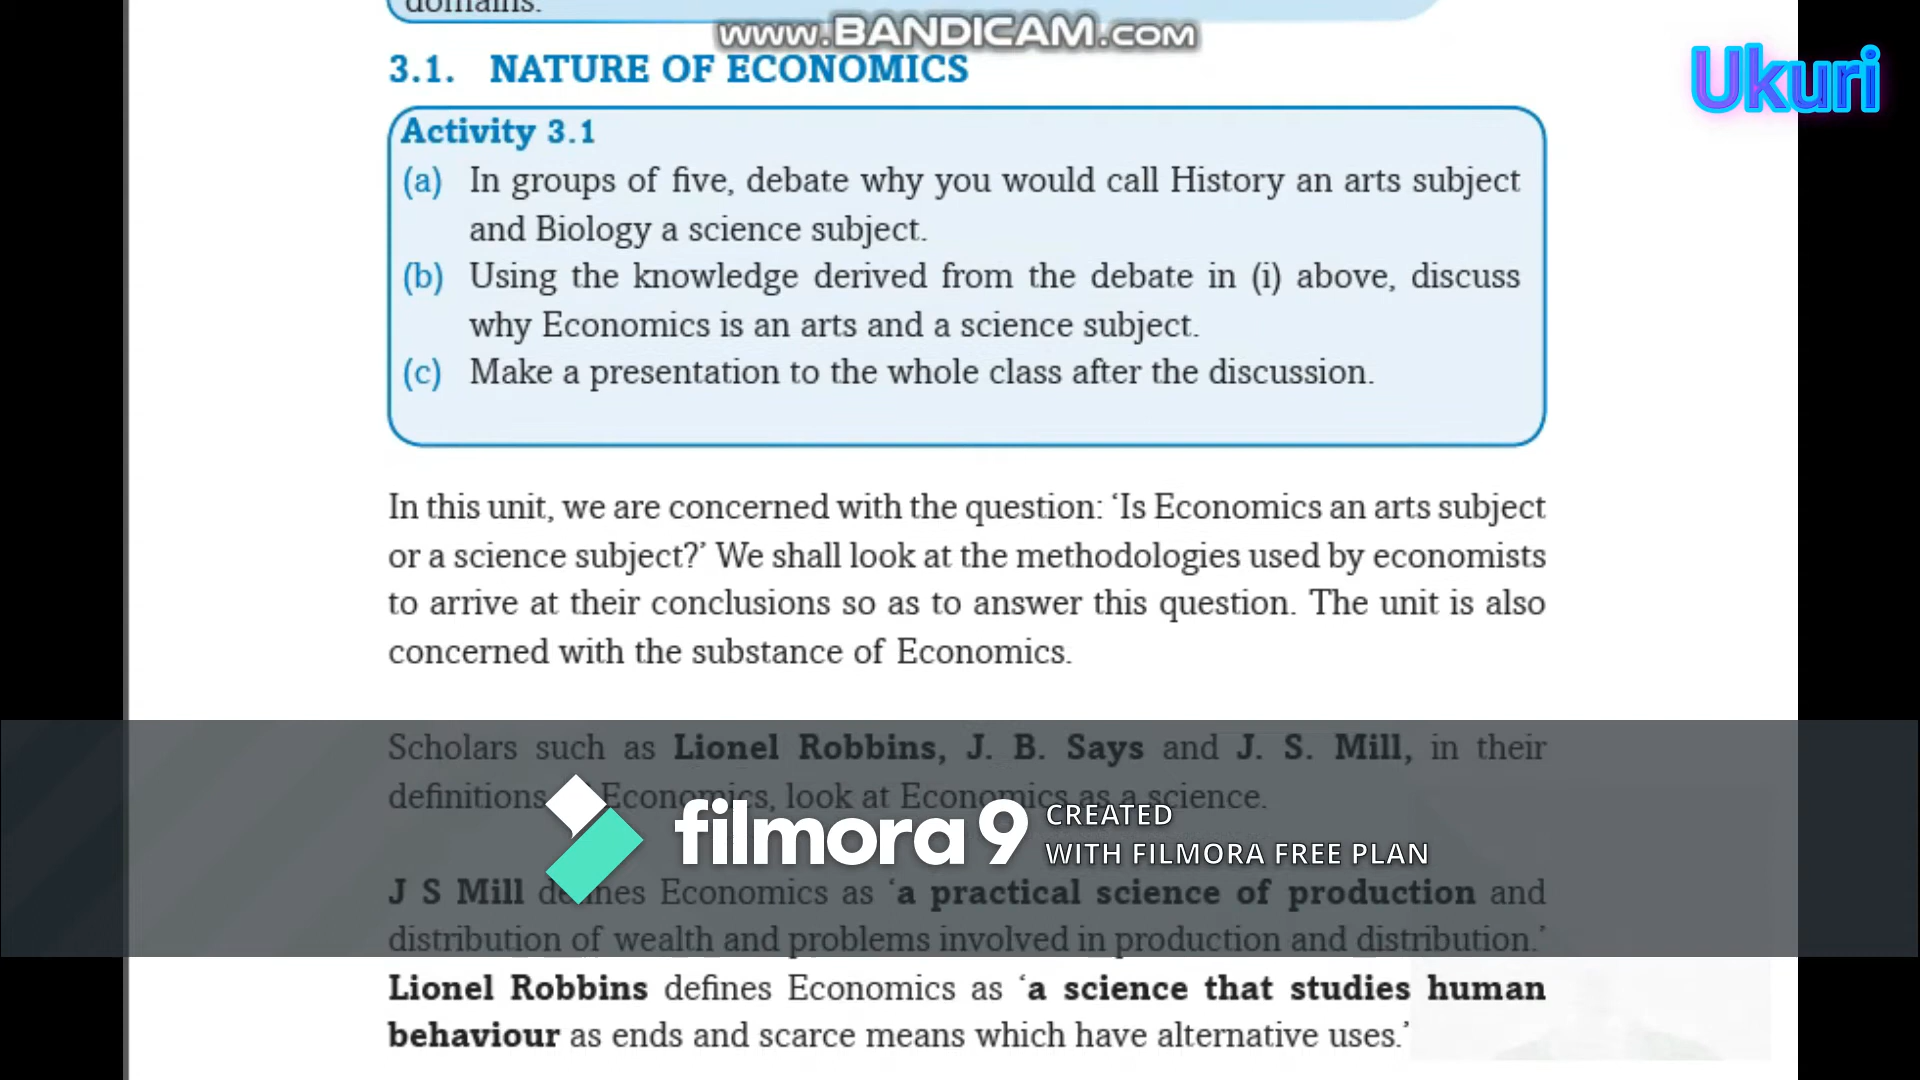 domains.
www.BANDICAM.com
3.1. NATURE OF ECONOMICS
Ukuri
Activity 3.1
(a) In groups of five, debate why you would call History an arts subject
and Biology a science subject.
(b) Using the knowledge derived from the debate in (i) above, discuss
why Economics is an arts and a science subject.
(c) Make a presentation to the whole class after the discussion.
In this unit, we are concerned with the question: ‘Is Economics an arts subject
or a science subject?’ We shall look at the methodologies used by economists
to arrive at their conclusions so as to answer this question. The unit is also
concerned with the substance of Economics.
Scholars such as Lionel Robbins, J. B. Says and J. S. Mill, in their
definitions Economics, look at Economics as a science.
filmora9 CREATED
WITH FILMORA FREE PLAN
J S Mill defines Economics as ‘a practical science of production and
distribution of wealth and problems involved in production and distribution.’
Lionel Robbins defines Economics as ‘a science that studies human
behaviour as ends and scarce means which have alternative uses.’